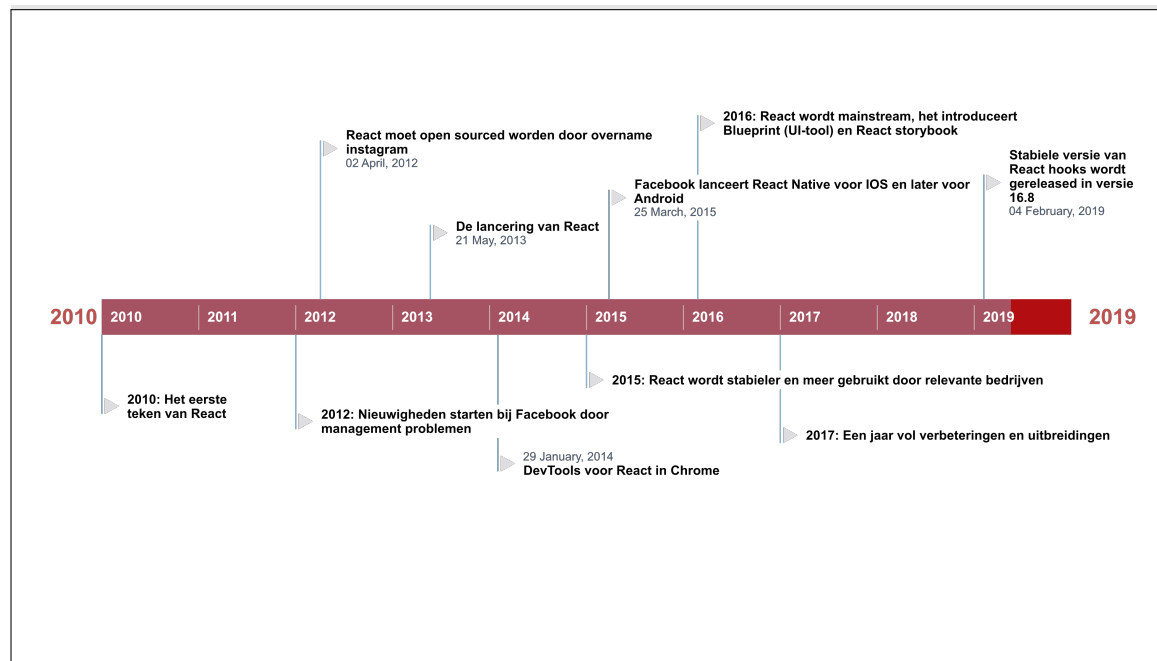 2016: React wordt mainstream, het introduceert
Blueprint (UI-tool) en React storybook
React moet open sourced worden door overname
instagram
02 April, 2012
Stabiele versie van
React hooks wordt
gereleased in versie
16.8
04 February, 2019
Facebook lanceert React Native voor IOS en later voor
Android
25 March, 2015
De lancering van React
21 May, 2013
2010 2010 2011 2012 2013 2014 2015 2016 2017 2018 2019 2019
2015: React wordt stabieler en meer gebruikt door relevante bedrijven
2010: Het eerste
teken van React
2012: Nieuwigheden starten bij Facebook door
management problemen
2017: Een jaar vol verbeteringen en uitbreidingen
29 January, 2014
DevTools voor React in Chrome